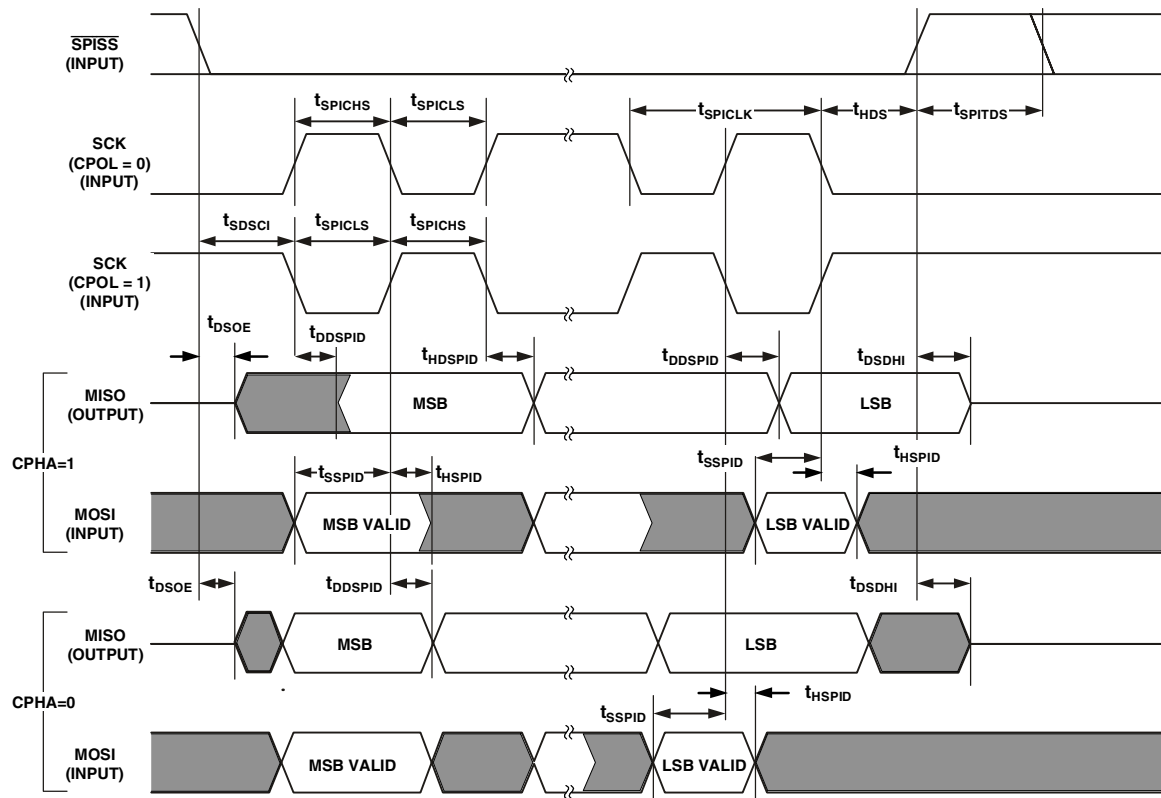 SPISS
(INPUT)
tSPICHS
tSPICLS
tSPICLK
tHDS
tSPITDS
SCK
(CPOL = 0)
(INPUT)
tSDSCI
tSPICLS
tSPICHS
SCK
(CPOL = 1)
(INPUT)
tDSOE
tDDSPID
tHDSPID
tDDSPID
tDSDHI
MISO
(OUTPUT)
MSB
LSB
CPHA=1
tSSPID
tHSPID
tSSPID
tHSPID
MOSI
(INPUT)
MSB VALID
LSB VALID
tDSOE
tDDSPID
tDSDHI
MISO
(OUTPUT)
MSB
LSB
CPHA=0
tSSPID
tHSPID
MOSI
(INPUT)
MSB VALID
LSB VALID